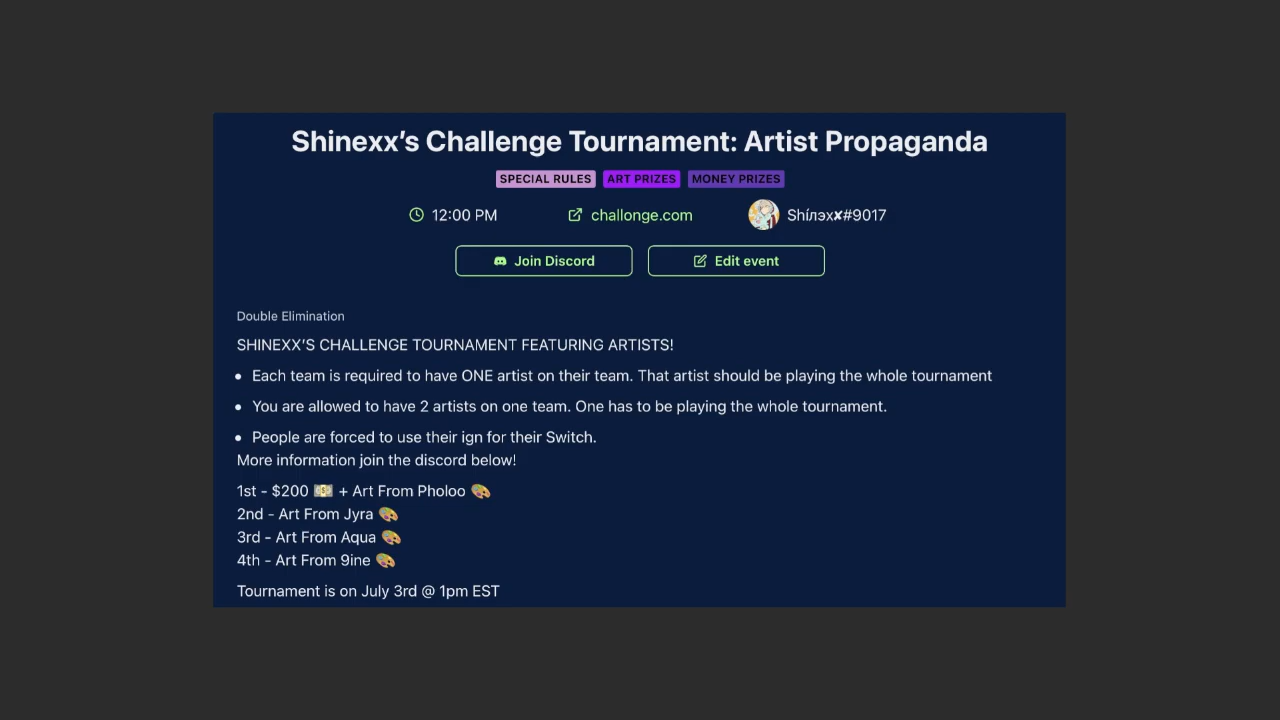 Shinexx's Challenge Tournament: Artist Propaganda
SPECIAL RULES ART PRIZES MONEY PRIZES
12:00 PM challonge.com Shíлэx✘#9017
Join Discord Edit event
Double Elimination
SHINEXX'S CHALLENGE TOURNAMENT FEATURING ARTISTS!
• Each team is required to have ONE artist on their team. That artist should be playing the whole tournament
• You are allowed to have 2 artists on one team. One has to be playing the whole tournament.
• People are forced to use their ign for their Switch.
More information join the discord below!
1st - $200 💵 + Art From Pholoo 🎨
2nd - Art From Jyra 🎨
3rd - Art From Aqua 🎨
4th - Art From 9ine 🎨
Tournament is on July 3rd @ 1pm EST